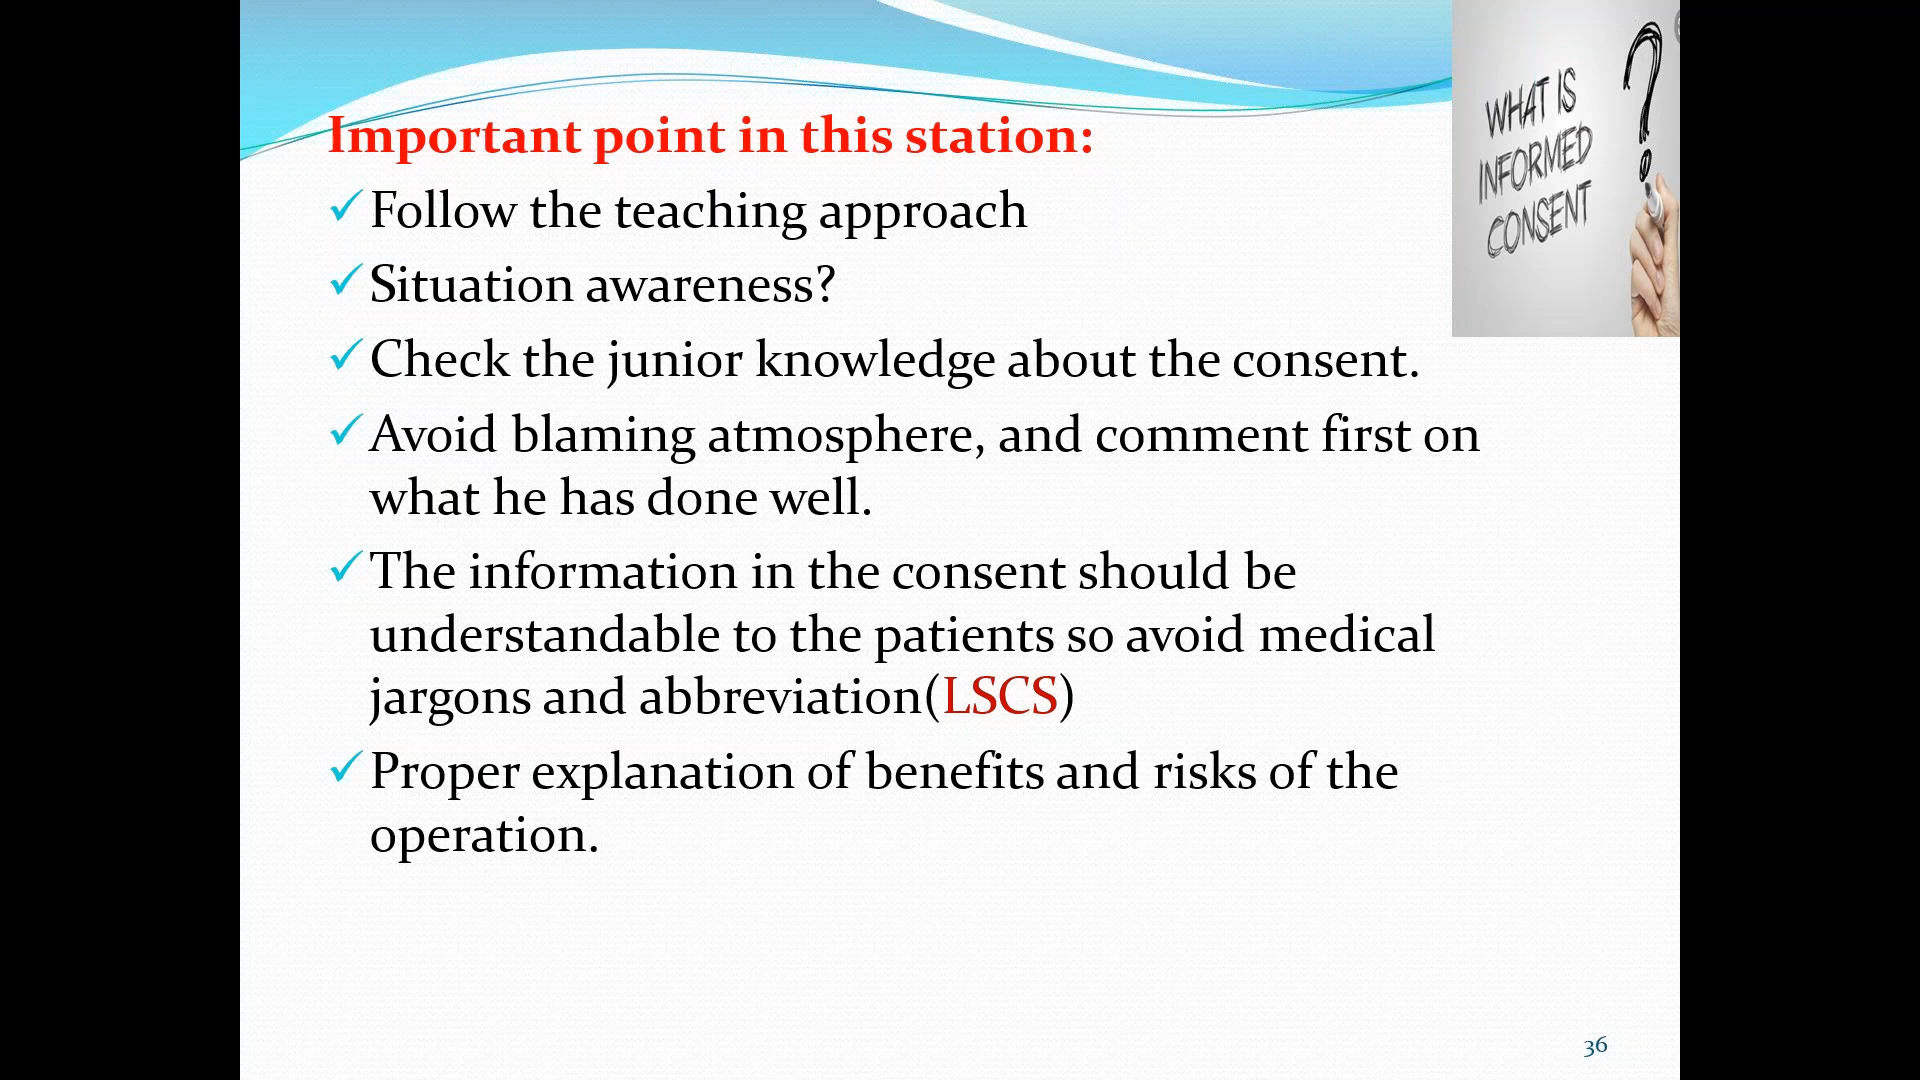 Important point in this station:
✓Follow the teaching approach
✓Situation awareness?
✓Check the junior knowledge about the consent.
✓Avoid blaming atmosphere, and comment first on
what he has done well.
✓The information in the consent should be
understandable to the patients so avoid medical
jargons and abbreviation(LSCS)
✓Proper explanation of benefits and risks of the
operation.
WHAT IS
INFORMED
CONSENT
?
36